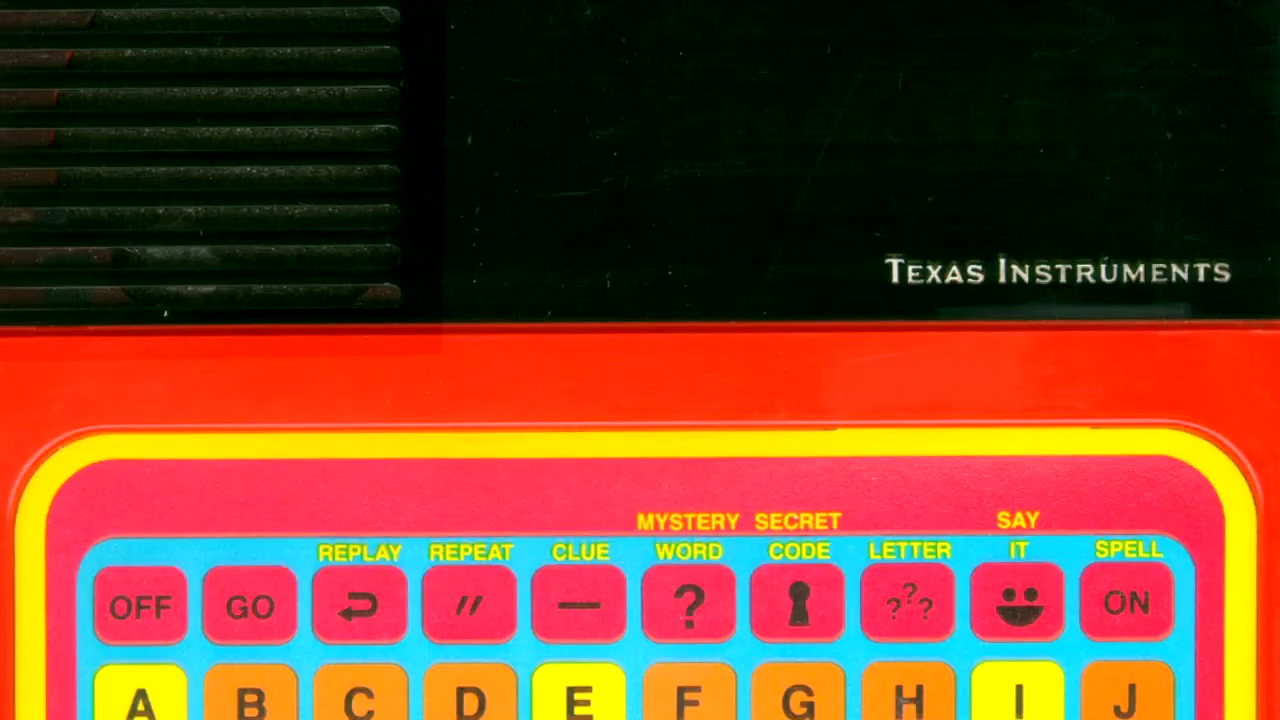 TEXAS INSTRUMENTS
MYSTERY SECRET SAY
REPLAY REPEAT CLUE WORD CODE LETTER IT SPELL
OFF GO — ? ??? ON
A B C D E F G H I J